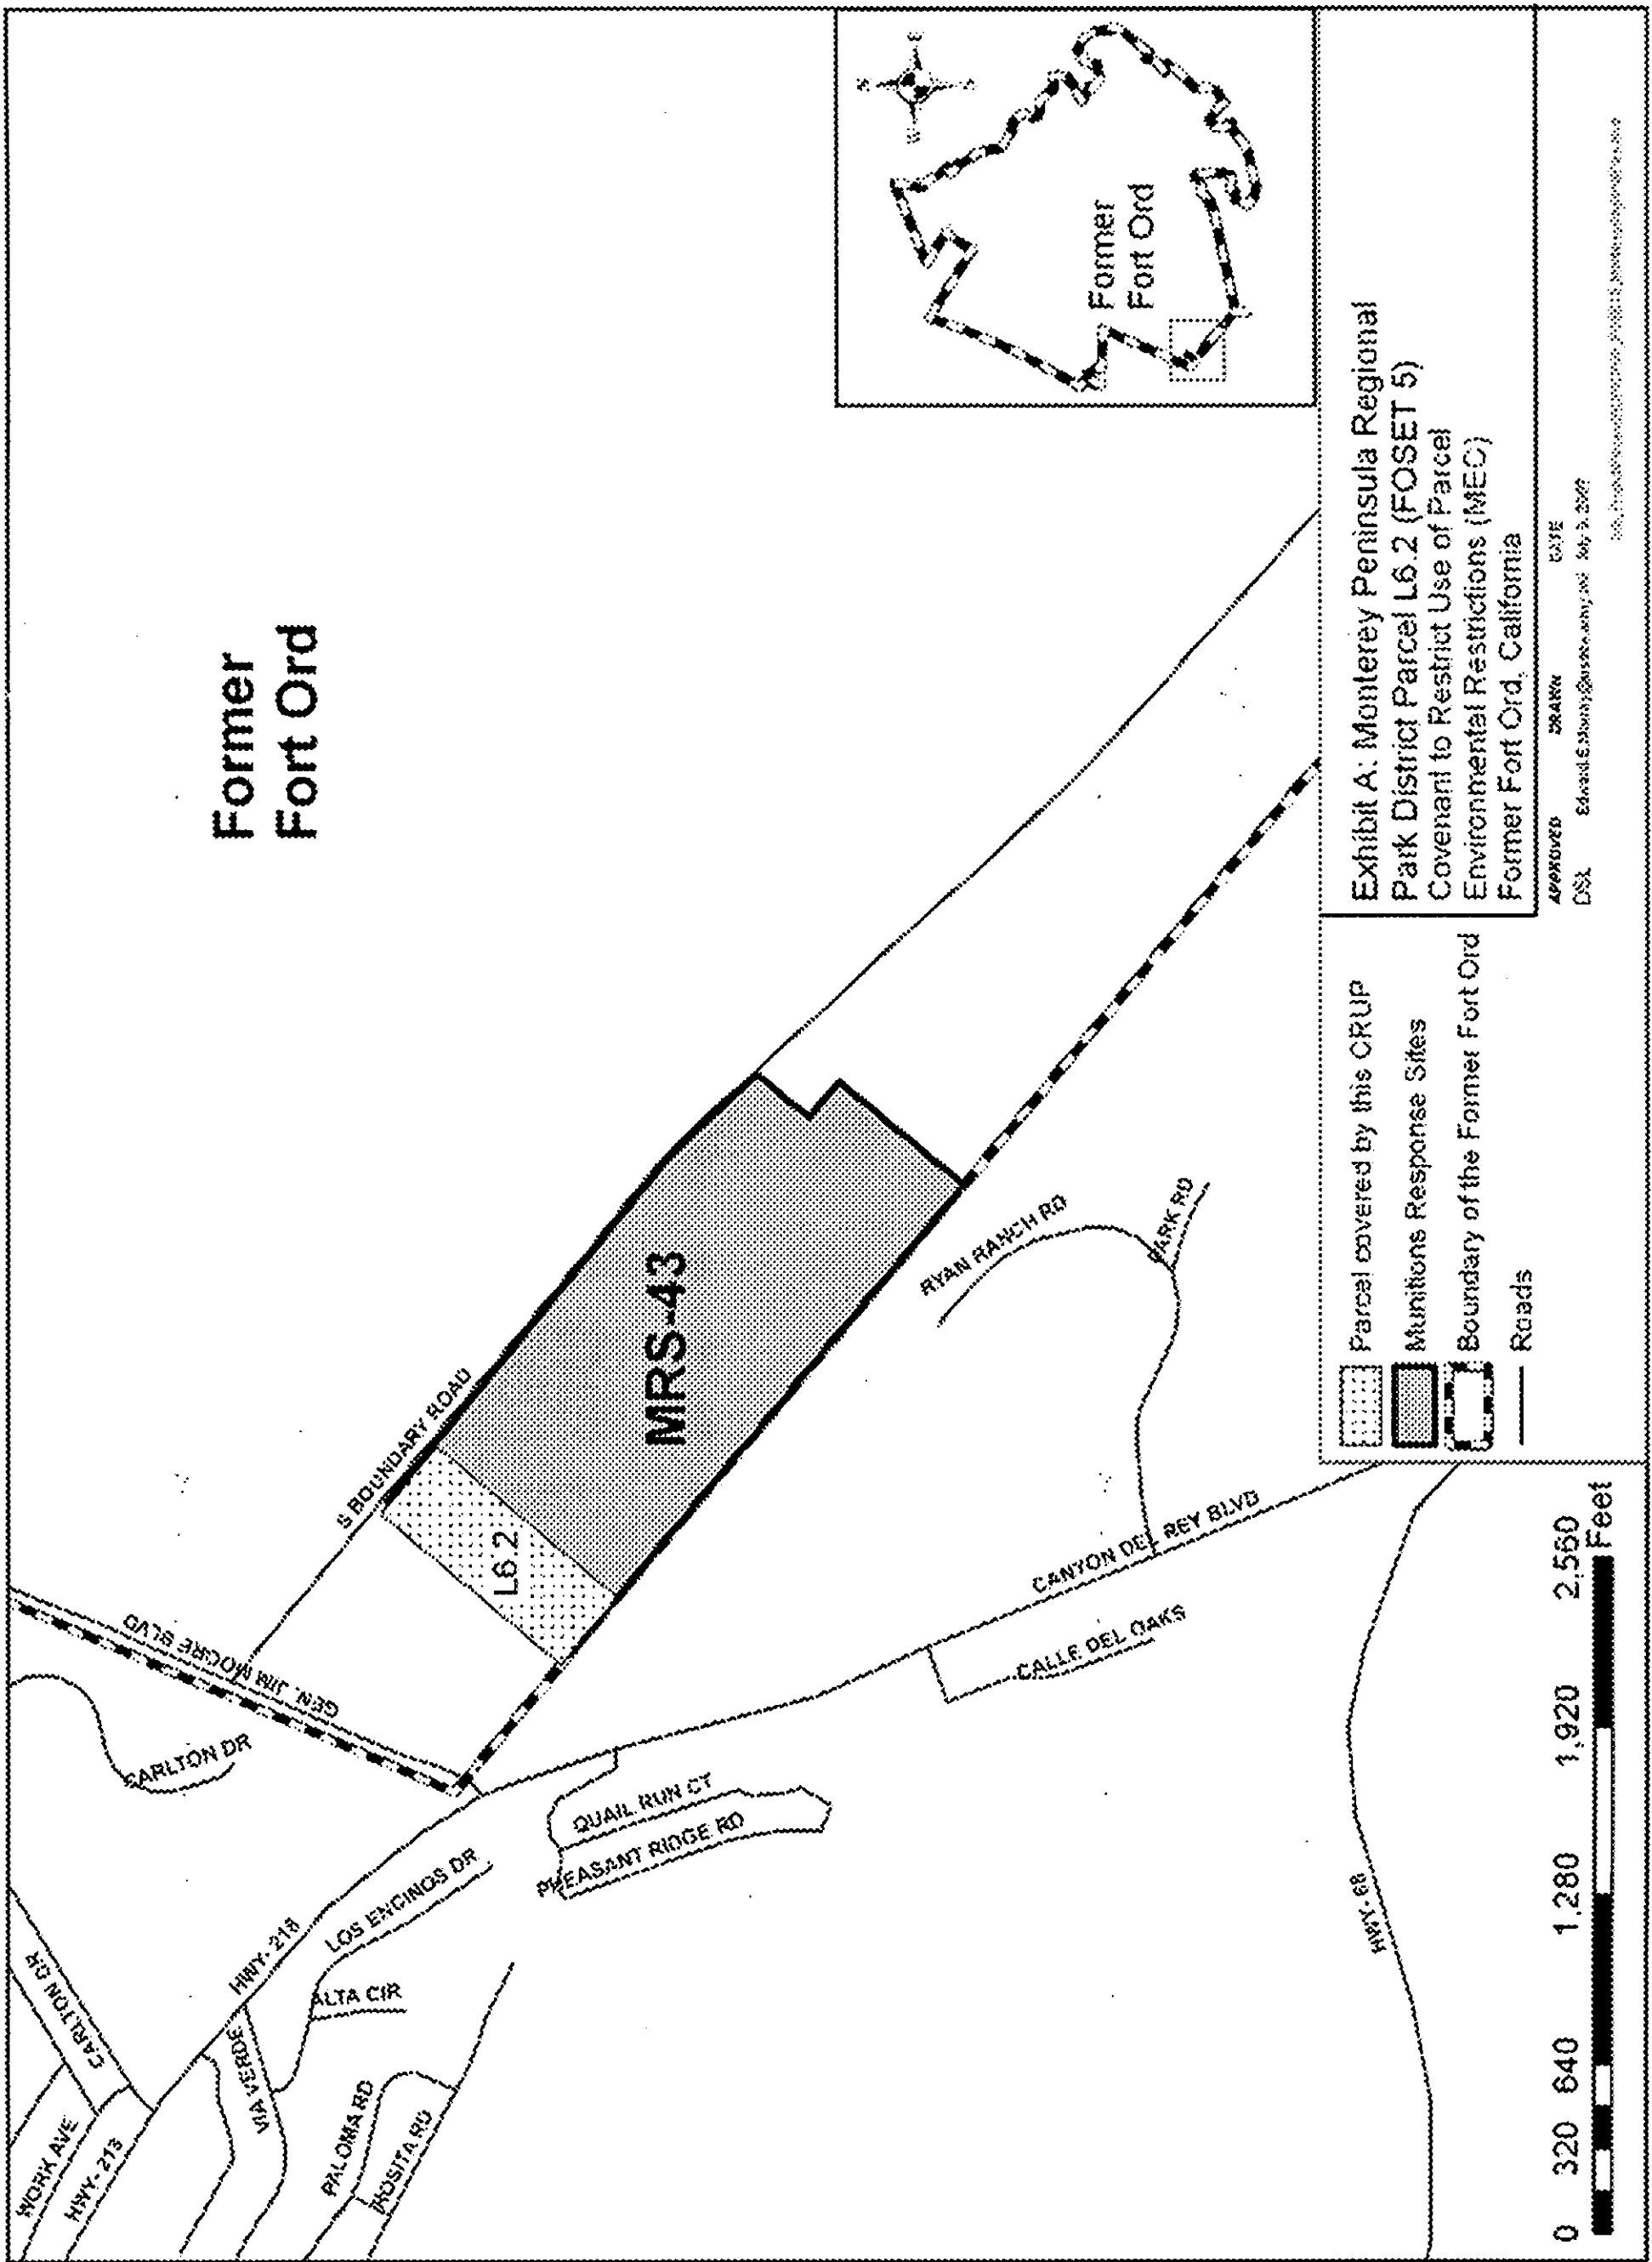 Former
Fort Ord
GEN. JIM MOORE BLVD
S BOUNDARY ROAD
CARLTON DR
CARLTON DR
WORK AVE
HWY-218
HWY-218
VIA VERDE
LOS ENCINOS DR
ALTA CIR
PALOMA RD
ROSITA RD
QUAIL RUN CT
PHEASANT RIDGE RD
L6.2
MRS-43
RYAN RANCH RD
PARK RD
CANYON DEL REY BLVD
CALLE DEL OAKS
HWY-68
Former
Fort Ord
N
W
E
S
0 320 640 1,280 1,920 2,560
Feet
Parcel covered by this CRUP
Munitions Response Sites
Boundary of the Former Fort Ord
Roads
Exhibit A: Monterey Peninsula Regional
Park District Parcel L6.2 (FOSET 5)
Covenant to Restrict Use of Parcel
Environmental Restrictions (MEC)
Former Fort Ord, California
APPROVED DRAWN DATE
DSL